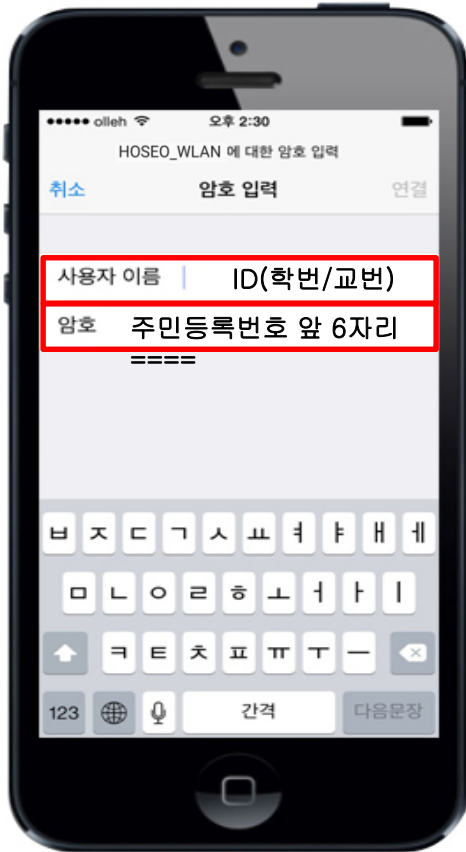 olleh 오후 2:30
HOSEO_WLAN 에 대한 암호 입력
취소 암호 입력 연결
사용자 이름 ID(학번/교번)
암호 주민등록번호 앞 6자리
====
ㅂ ㅈ ㄷ ㄱ ㅅ ㅛ ㅕ ㅑ ㅐ ㅔ
ㅁ ㄴ ㅇ ㄹ ㅎ ㅗ ㅓ ㅏ ㅣ
ㅋ ㅌ ㅊ ㅍ ㅠ ㅜ ㅡ
123 간격 다음문장